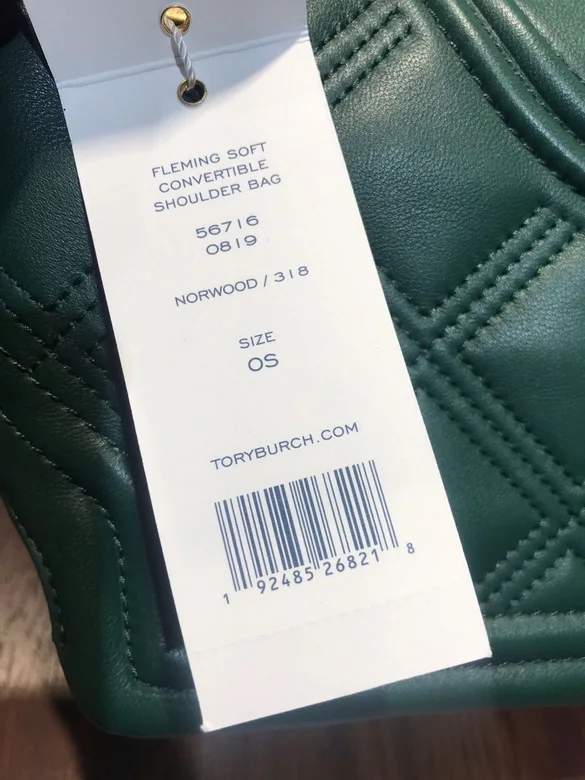 FLEMING SOFT
CONVERTIBLE
SHOULDER BAG
56716
0819
NORWOOD / 318
SIZE
OS
TORYBURCH.COM
1 92485 26821 8